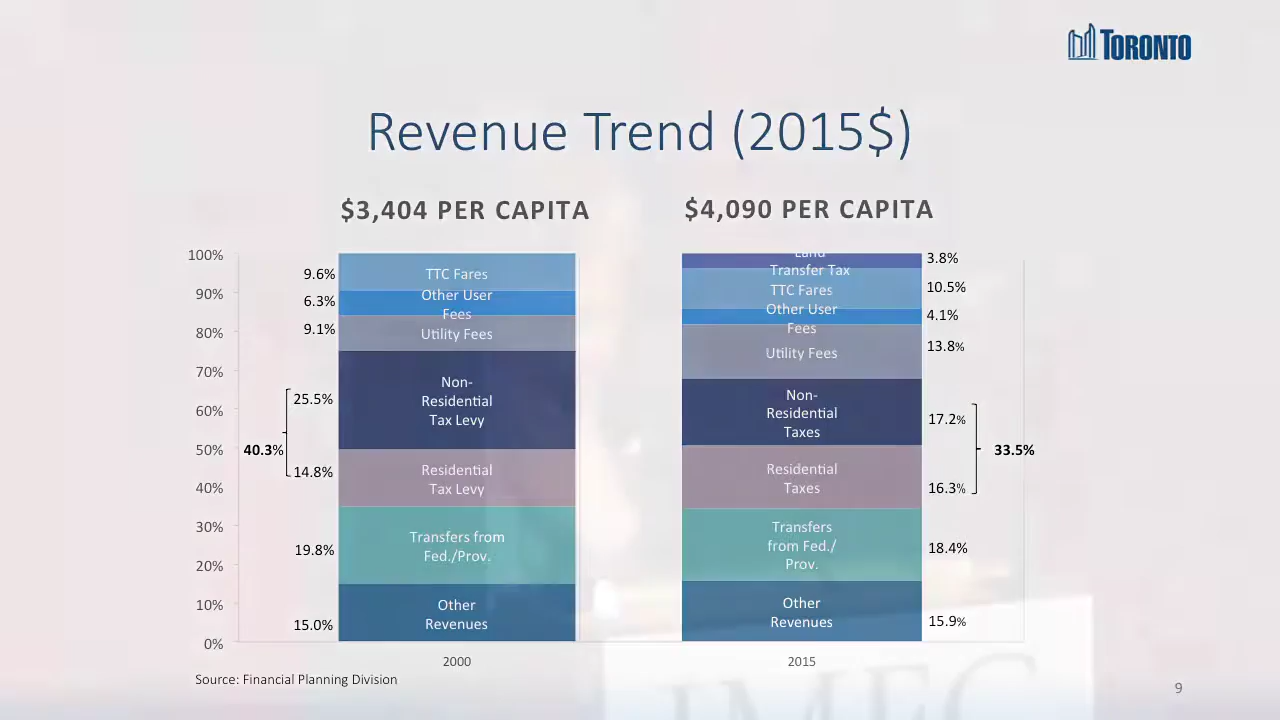 TORONTO
Revenue Trend (2015$)
$3,404 PER CAPITA
$4,090 PER CAPITA
100%
90%
80%
70%
60%
50%
40%
30%
20%
10%
0%
9.6%
6.3%
9.1%
25.5%
40.3%
14.8%
19.8%
15.0%
TTC Fares
Other User
Fees
Utility Fees
Non-
Residential
Tax Levy
Residential
Tax Levy
Transfers from
Fed./Prov.
Other
Revenues
2000
Land
Transfer Tax
TTC Fares
Other User
Fees
Utility Fees
Non-
Residential
Taxes
Residential
Taxes
Transfers
from Fed./
Prov.
Other
Revenues
2015
3.8%
10.5%
4.1%
13.8%
17.2%
33.5%
16.3%
18.4%
15.9%
Source: Financial Planning Division
9